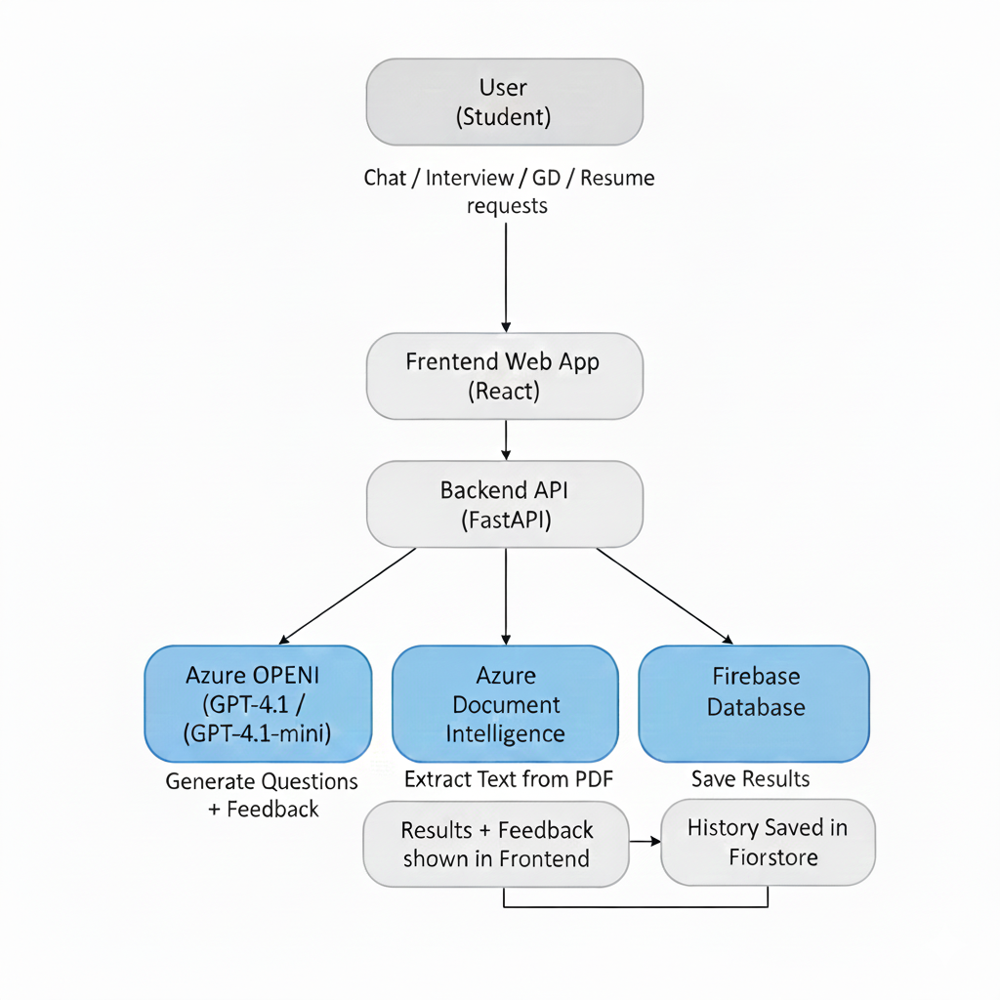 User
(Student)
Chat / Interview / GD / Resume
requests
Frentend Web App
(React)
Backend API
(FastAPI)
Azure OPENI
(GPT-4.1 /
(GPT-4.1-mini)
Generate Questions
+ Feedback
Azure
Document
Intelligence
Extract Text from PDF
Firebase
Database
Save Results
Results + Feedback
shown in Frontend
History Saved in
Fiorstore